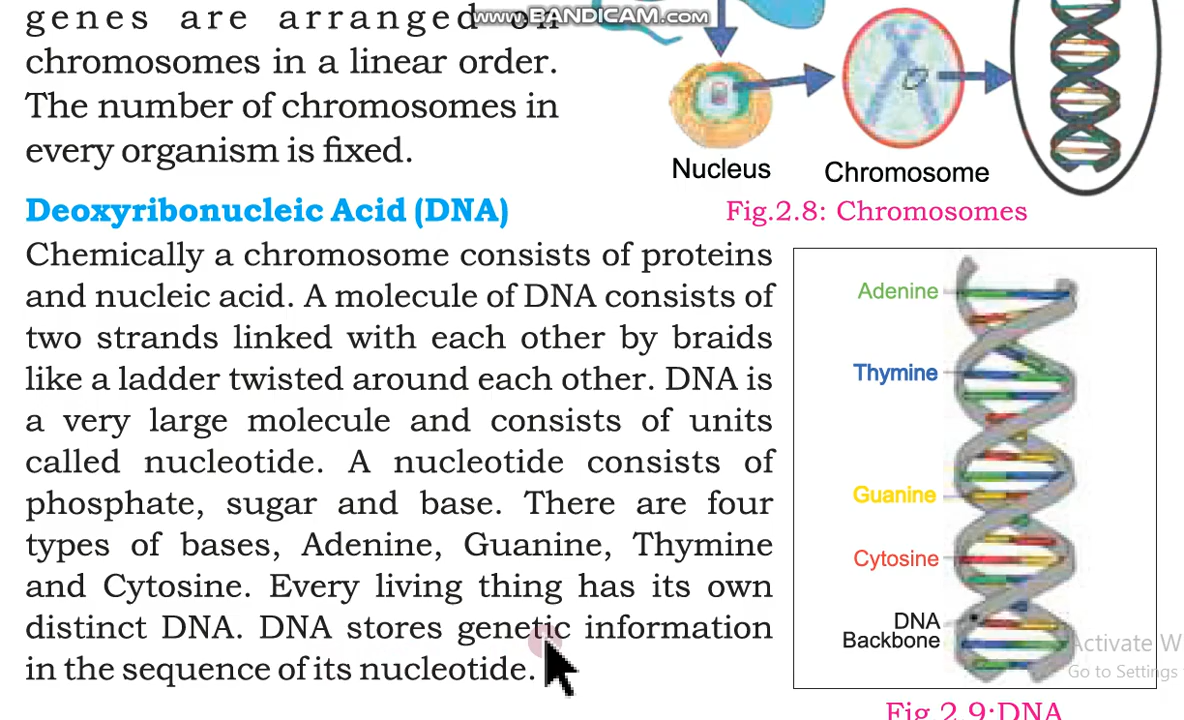 genes are arranged on
www.BANDICAM.com
chromosomes in a linear order.
The number of chromosomes in
every organism is fixed.
Nucleus
Chromosome
Fig.2.8: Chromosomes
Deoxyribonucleic Acid (DNA)
Chemically a chromosome consists of proteins
and nucleic acid. A molecule of DNA consists of
two strands linked with each other by braids
like a ladder twisted around each other. DNA is
a very large molecule and consists of units
called nucleotide. A nucleotide consists of
phosphate, sugar and base. There are four
types of bases, Adenine, Guanine, Thymine
and Cytosine. Every living thing has its own
distinct DNA. DNA stores genetic information
in the sequence of its nucleotide.
Adenine
Thymine
Guanine
Cytosine
DNA
Backbone
Activate W
Go to Settings
Fig 2.9:DNA